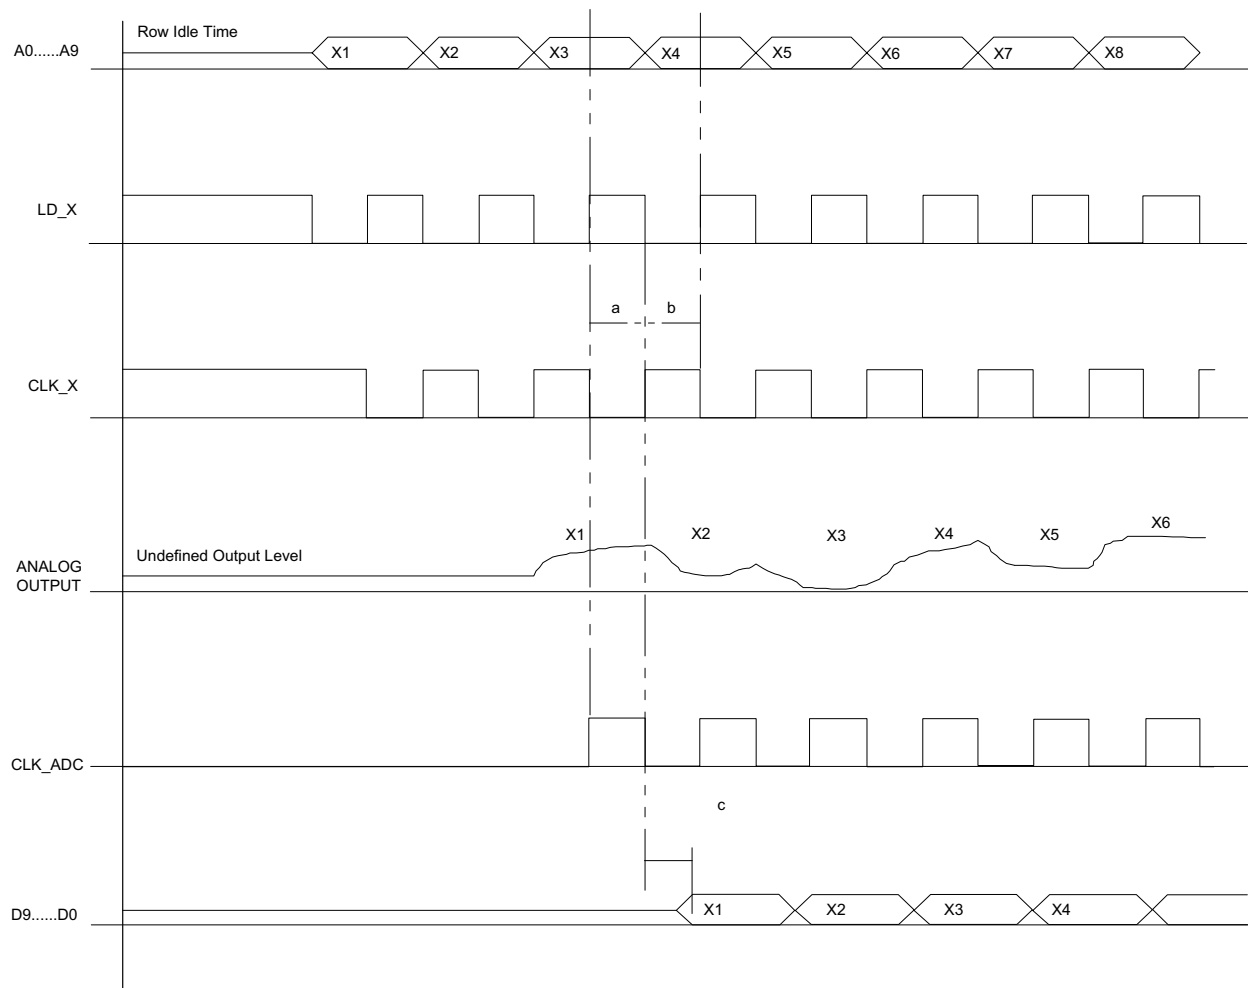 Row Idle Time
A0......A9
X1
X2
X3
X4
X5
X6
X7
X8
LD_X
a
b
CLK_X
X1
X2
X3
X4
X5
X6
Undefined Output Level
ANALOG
OUTPUT
CLK_ADC
c
D9......D0
X1
X2
X3
X4